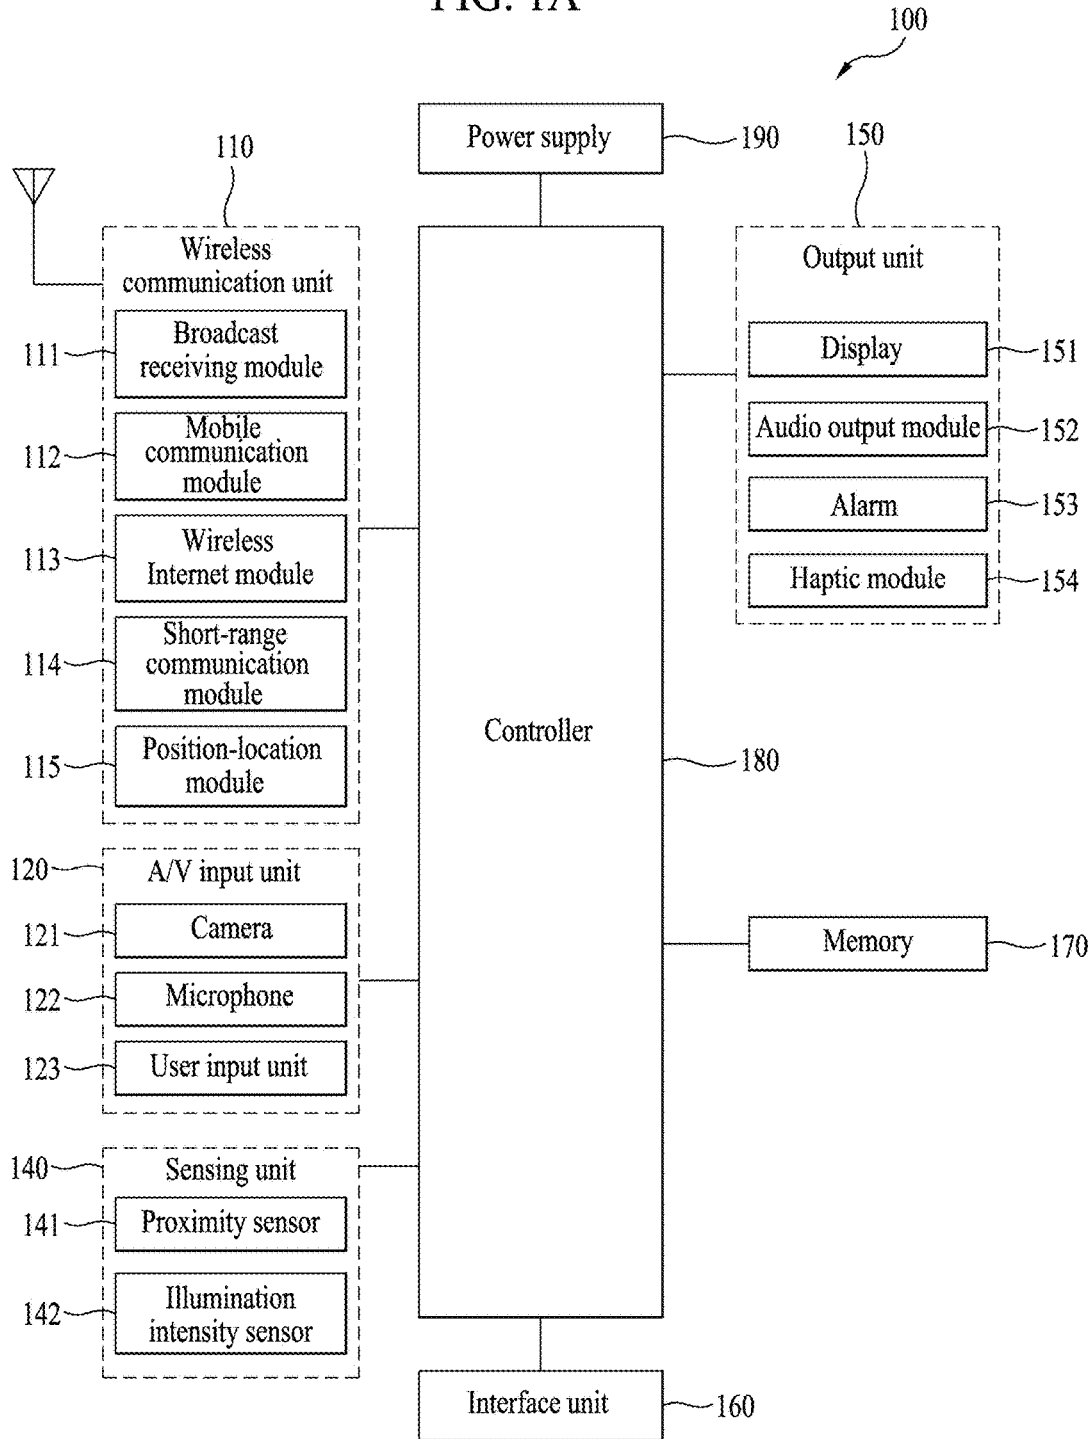 FIG. 1A
100
Power supply
190
110
150
Wireless
communication unit
Output unit
Broadcast
receiving module
111
Display
151
Mobile
communication
module
112
Audio output module
152
Wireless
Internet module
113
Alarm
153
Haptic module
154
Short-range
communication
module
114
Controller
180
Position-location
module
115
120
A/V input unit
Camera
121
Memory
170
Microphone
122
User input unit
123
140
Sensing unit
Proximity sensor
141
Illumination
intensity sensor
142
Interface unit
160